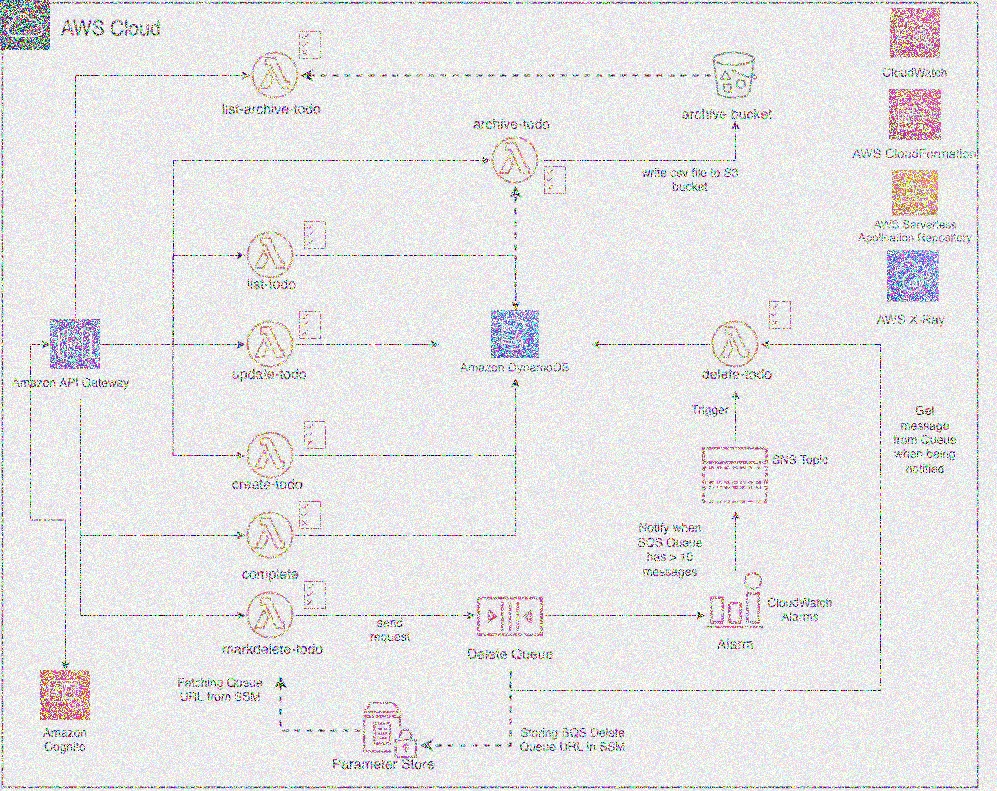 AWS Cloud
list-archive-todo
archive bucket
CloudWatch
archive-todo
AWS CloudFormation
write csv file to S3
bucket
AWS Serverless
Application Repository
list-todo
AWS X-Ray
Amazon API Gateway
update-todo
Amazon DynamoDB
delete-todo
Trigger
Get
message
from Queue
when being
notified
SNS Topic
create-todo
Notify when
SQS Queue
has > 10
messages
complete
CloudWatch
Alarms
send
request
Alarm
markdelete-todo
Delete Queue
Fetching Queue
URL from SSM
Amazon
Cognito
Storing SQS Delete
Queue URL in SSM
Parameter Store